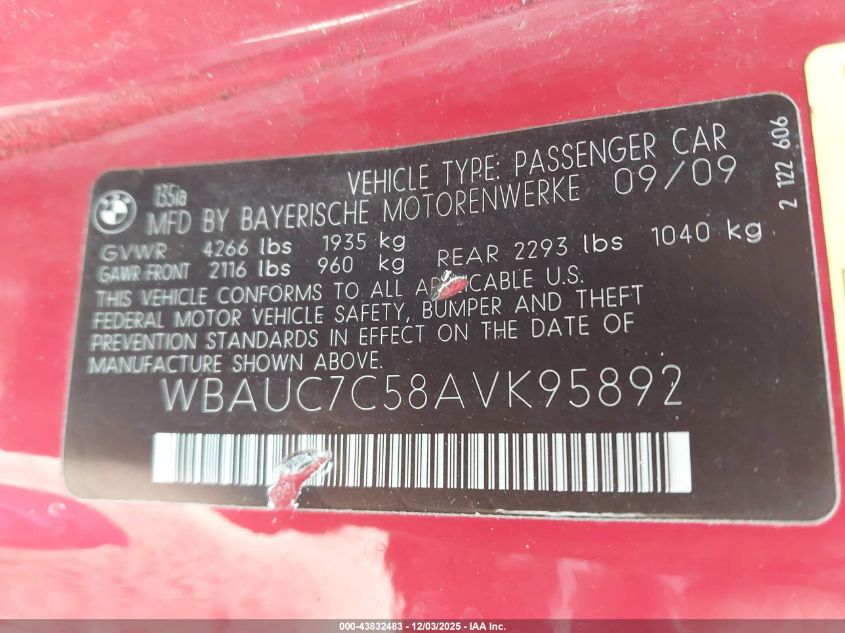 BMW
135ia
VEHICLE TYPE: PASSENGER CAR
MFD BY BAYERISCHE MOTORENWERKE 09/09
GVWR 4266 lbs 1935 kg
GAWR FRONT 2116 lbs 960 kg REAR 2293 lbs 1040 kg
THIS VEHICLE CONFORMS TO ALL APPLICABLE U.S.
FEDERAL MOTOR VEHICLE SAFETY, BUMPER AND THEFT
PREVENTION STANDARDS IN EFFECT ON THE DATE OF
MANUFACTURE SHOWN ABOVE.
WBAUC7C58AVK95892
2 122 606
000-43832483 - 12/03/2025 - IAA Inc.